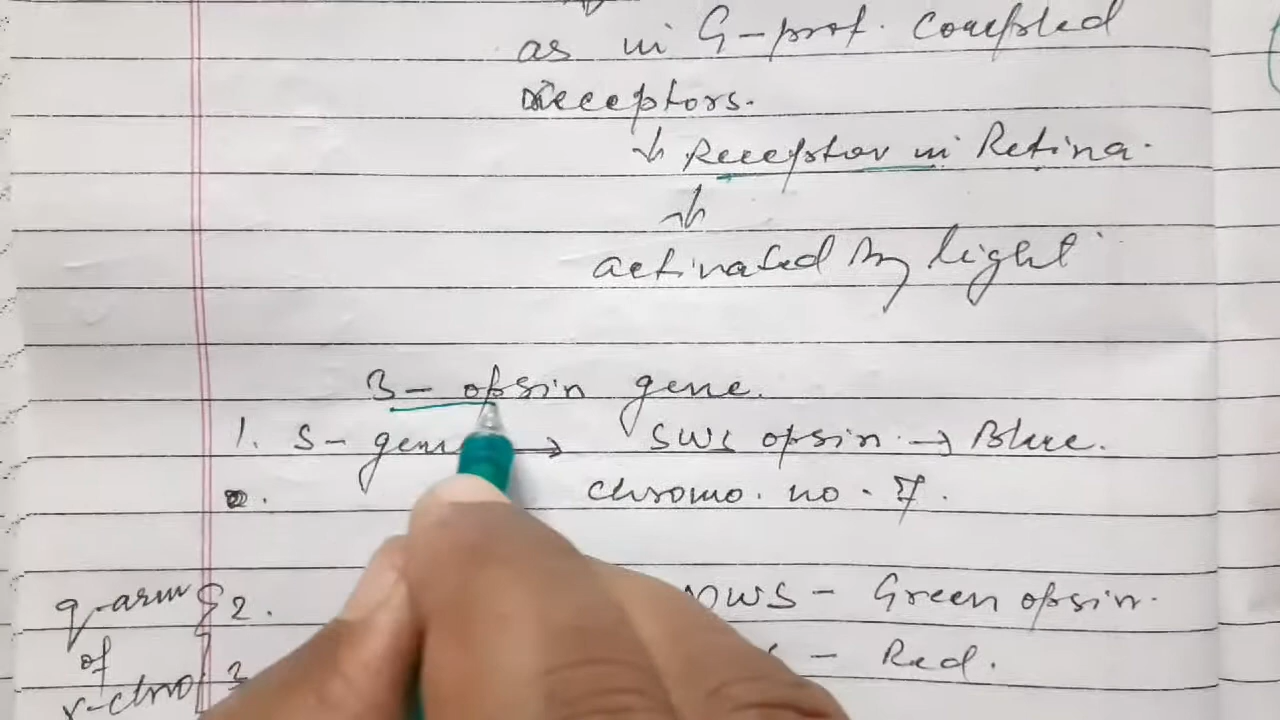 as in G-prot. Coupled
receptors.
Receptor in Retina.
activated by light
3- opsin gene.
1. S- gene → SWS opsin. → Blue.
chromo. no. 7.
q-arm 2. MWS - Green opsin.
of 3 - Red.
x-chro